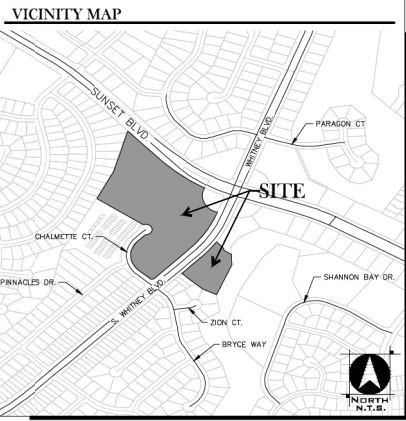 VICINITY MAP
SUNSET BLVD.
WHITNEY BLVD.
PARAGON CT
SITE
CHALMETTE CT.
PINNACLES DR.
SHANNON BAY DR.
S. WHITNEY BLVD.
ZION CT.
BRYCE WAY
NORTH
N.T.S.